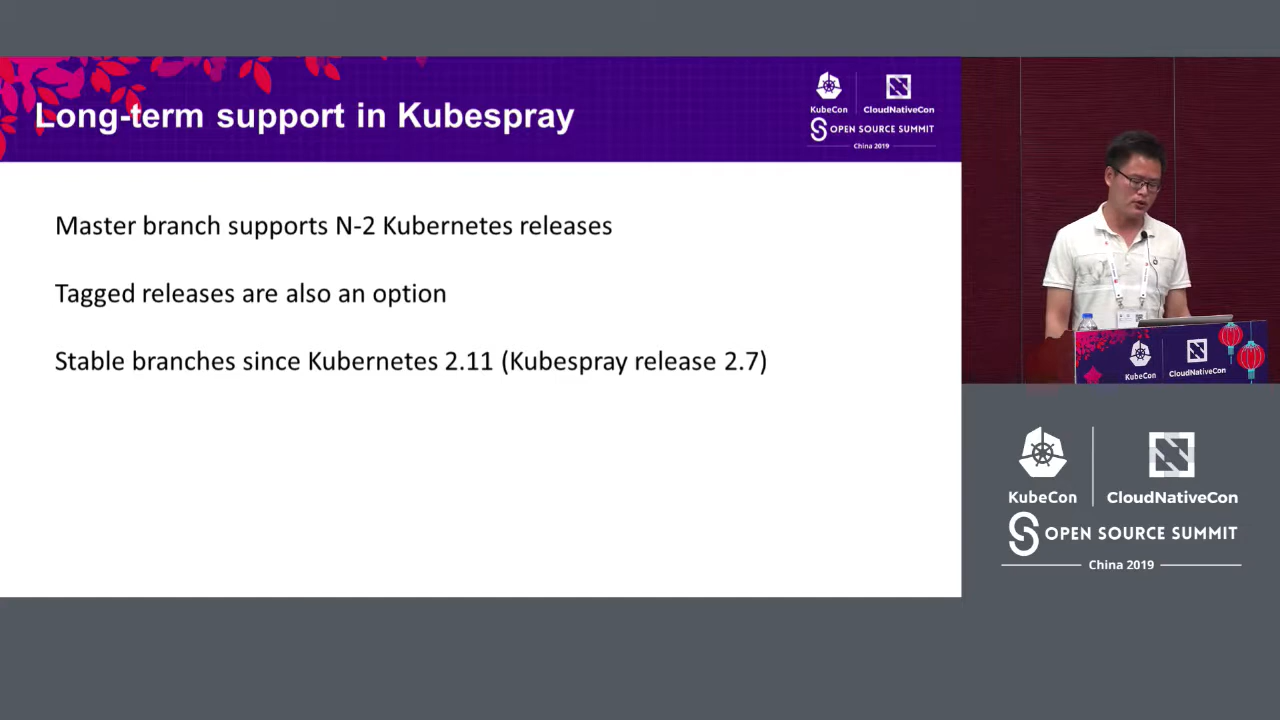 Long-term support in Kubespray
KubeCon
CloudNativeCon
OPEN SOURCE SUMMIT
China 2019
Master branch supports N-2 Kubernetes releases
Tagged releases are also an option
Stable branches since Kubernetes 2.11 (Kubespray release 2.7)
KubeCon
CloudNativeCon
KubeCon
CloudNativeCon
OPEN SOURCE SUMMIT
China 2019